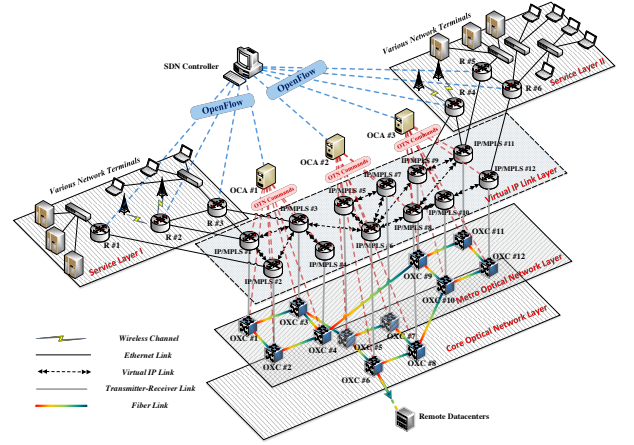 Various Network Terminals
R #5
SDN Controller
Service Layer II
R #4
R #6
OpenFlow
OpenFlow
OCA #3
OCA #2
OTN Commands
IP/MPLS #11
Various Network Terminals
OCA #1
OTN Commands
IP/MPLS #9
IP/MPLS #7
IP/MPLS #12
OTN Commands
IP/MPLS #5
Virtual IP Link Layer
R #3
IP/MPLS #3
IP/MPLS #10
R #1
R #2
IP/MPLS #8
IP/MPLS #6
Service Layer I
IP/MPLS #1
IP/MPLS #4
IP/MPLS #2
OXC #11
OXC #9
OXC #12
OXC #10
Metro Optical Network Layer
OXC #3
OXC #1
OXC #7
OXC #4
OXC #5
Core Optical Network Layer
OXC #2
OXC #8
OXC #6
Wireless Channel
Ethernet Link
Virtual IP Link
Transmitter-Receiver Link
Fiber Link
Remote Datacenters